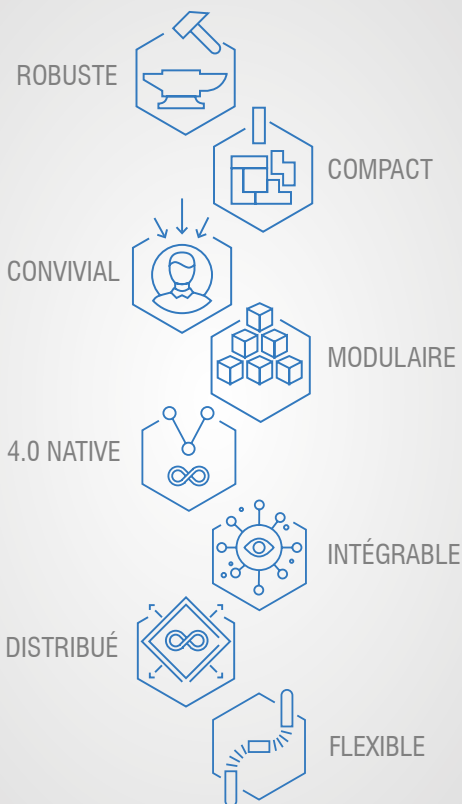 ROBUSTE
COMPACT
CONVIVIAL
MODULAIRE
4.0 NATIVE
INTÉGRABLE
DISTRIBUÉ
FLEXIBLE